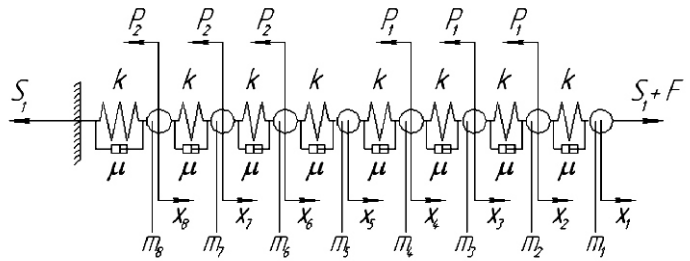 P₂ P₂ P₂ P₁ P₁ P₁
k k k k k k k k
S₁ S₁+F
μ μ μ μ μ μ μ μ
x₈ x₇ x₆ x₅ x₄ x₃ x₂ x₁
m₈ m₇ m₆ m₅ m₄ m₃ m₂ m₁